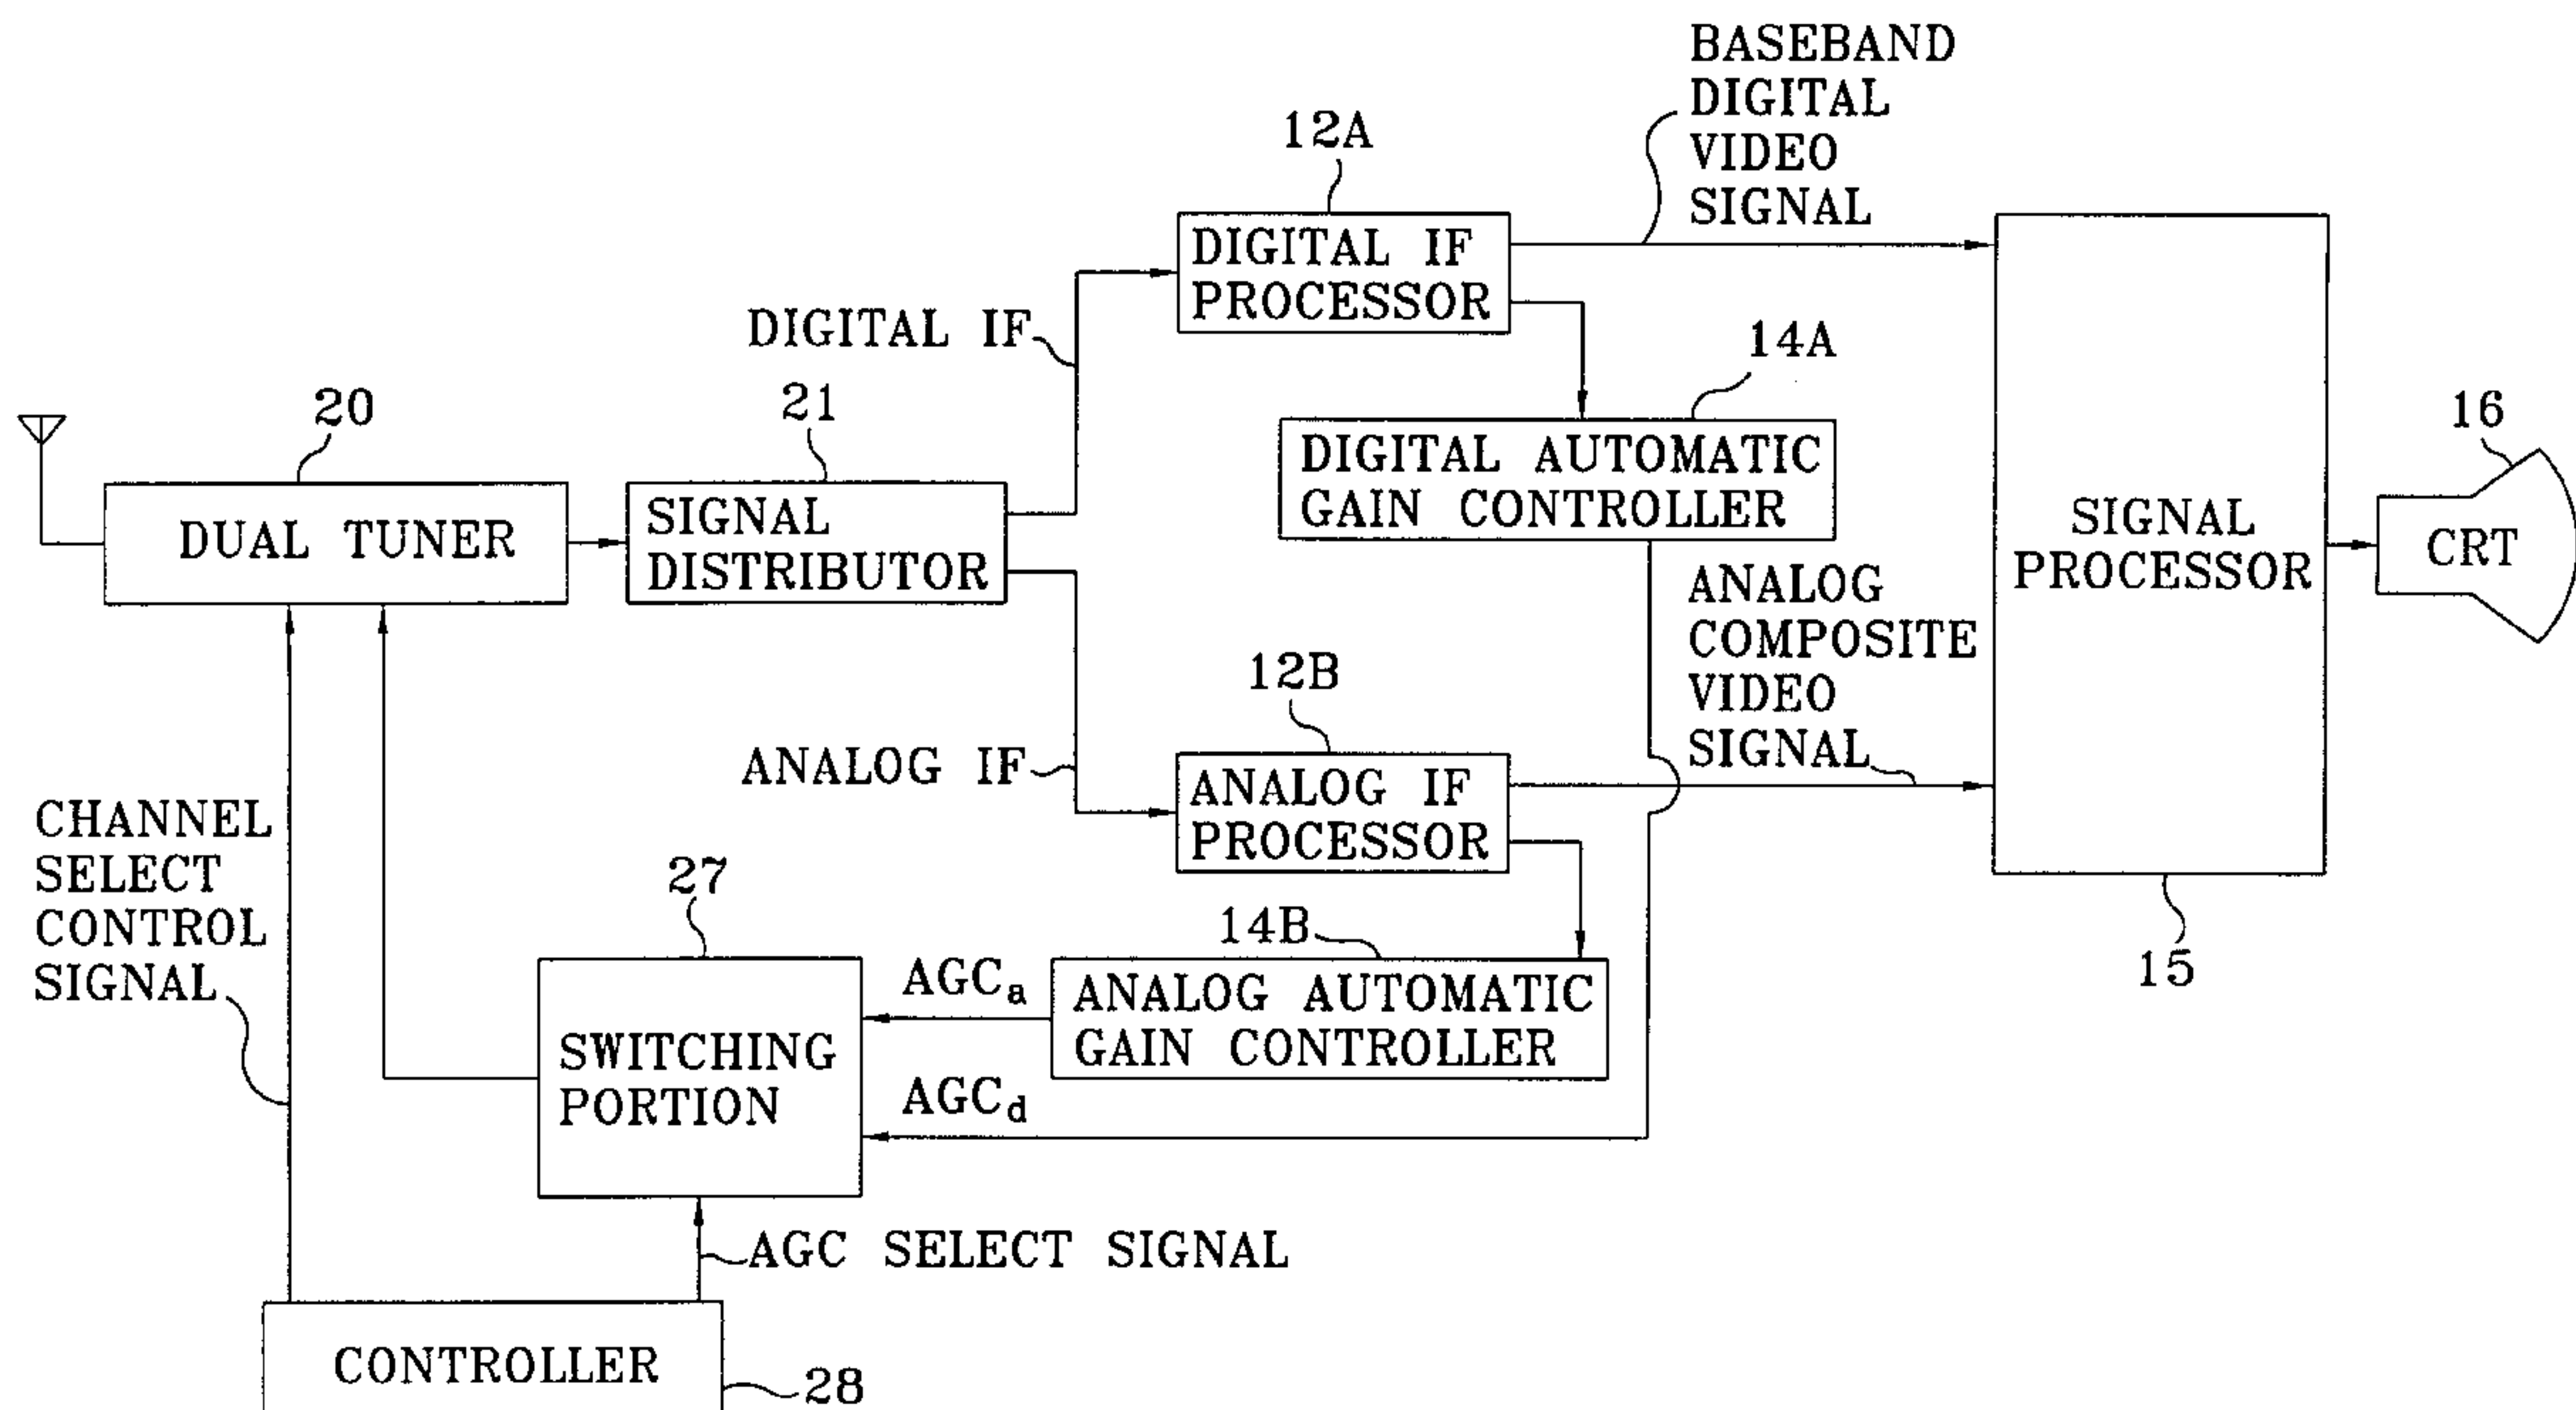 BASEBAND
DIGITAL
VIDEO
SIGNAL
12A
DIGITAL IF
PROCESSOR
DIGITAL IF
14A
20
21
16
DIGITAL AUTOMATIC
GAIN CONTROLLER
DUAL TUNER
SIGNAL
DISTRIBUTOR
SIGNAL
PROCESSOR
CRT
ANALOG
COMPOSITE
VIDEO
SIGNAL
12B
ANALOG IF
ANALOG IF
PROCESSOR
CHANNEL
SELECT
CONTROL
SIGNAL
27
14B
15
AGCa
ANALOG AUTOMATIC
GAIN CONTROLLER
SWITCHING
PORTION
AGCd
AGC SELECT SIGNAL
CONTROLLER
28